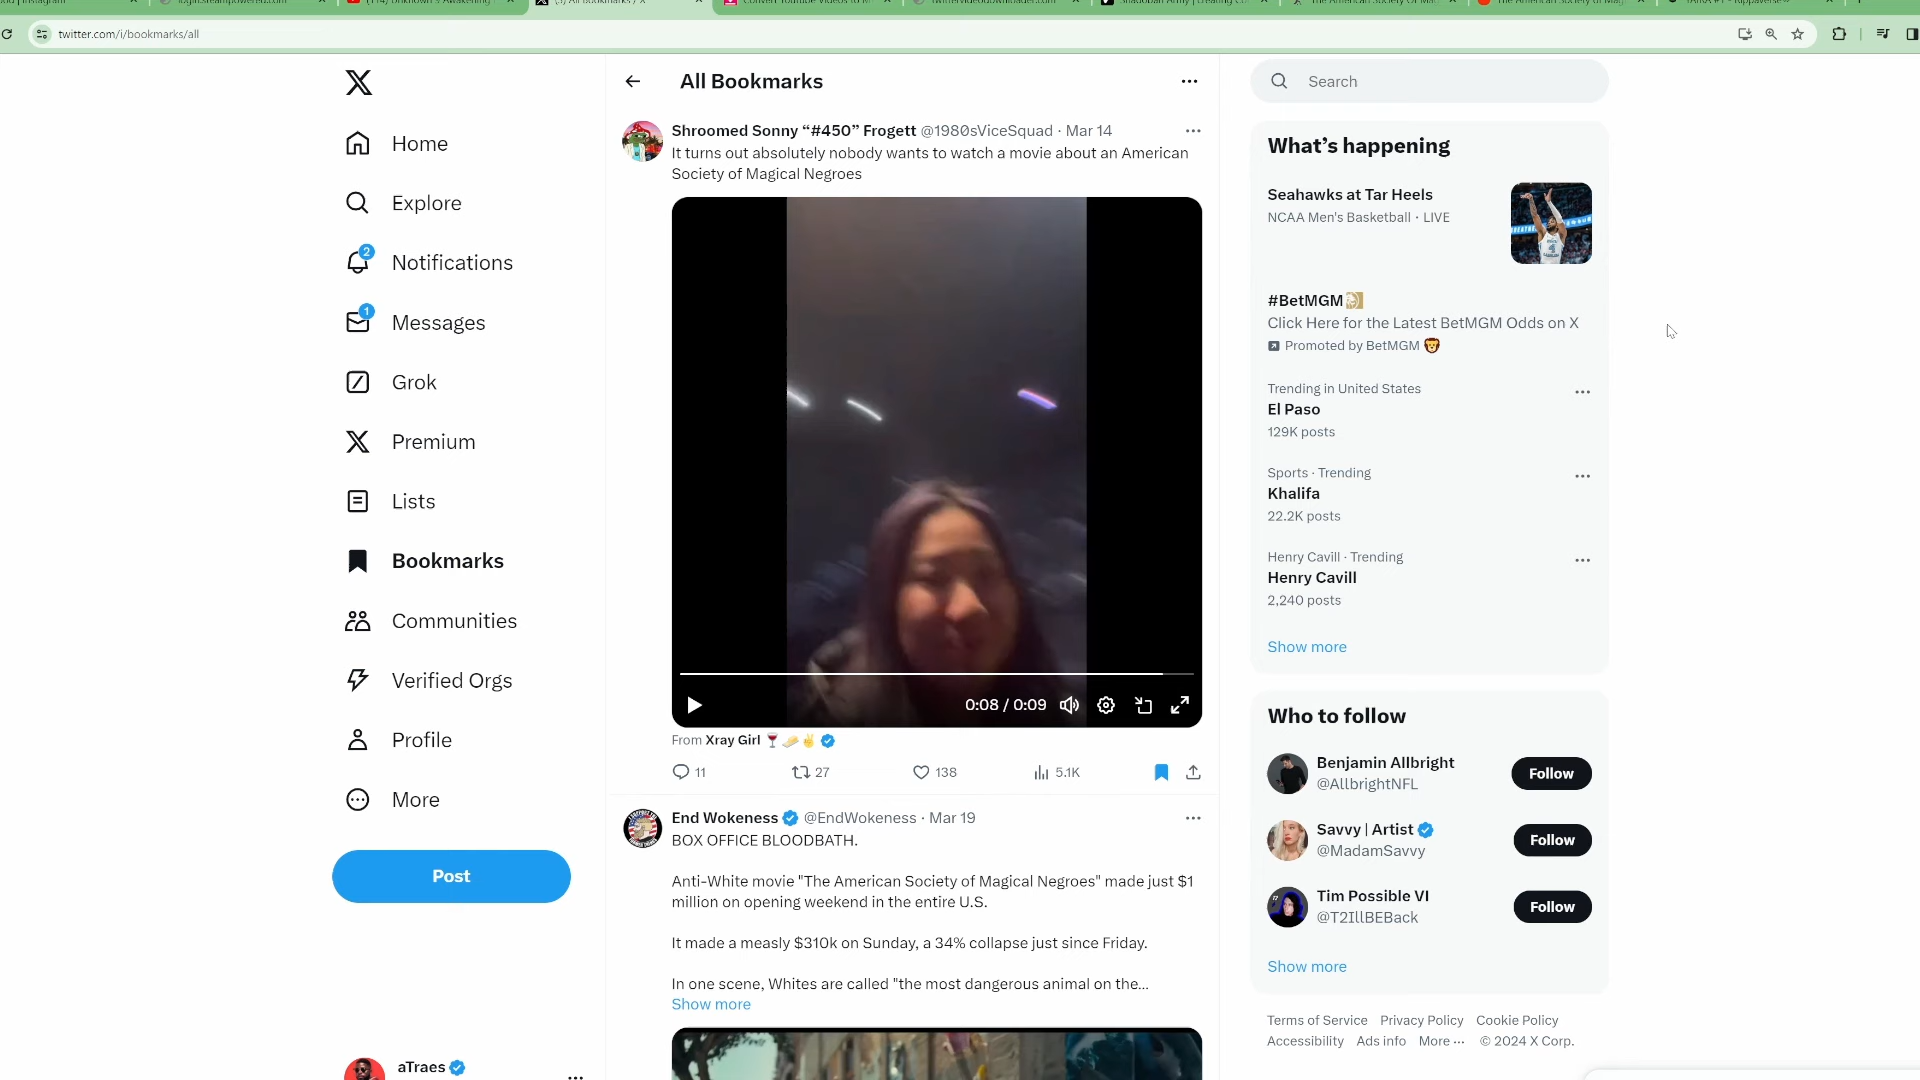 twitter.com/i/bookmarks/all
Home
Explore
2
Notifications
1
Messages
Grok
Premium
Lists
Bookmarks
Communities
Verified Orgs
Profile
More
Post
aTraes
All Bookmarks
Shroomed Sonny “#450” Frogett @1980sViceSquad · Mar 14
It turns out absolutely nobody wants to watch a movie about an American
Society of Magical Negroes
0:08 / 0:09
From Xray Girl
11 27 138 5.1K
End Wokeness @EndWokeness · Mar 19
BOX OFFICE BLOODBATH.
Anti-White movie "The American Society of Magical Negroes" made just $1
million on opening weekend in the entire U.S.
It made a measly $310k on Sunday, a 34% collapse just since Friday.
In one scene, Whites are called "the most dangerous animal on the...
Show more
Search
What’s happening
Seahawks at Tar Heels
NCAA Men's Basketball · LIVE
#BetMGM
Click Here for the Latest BetMGM Odds on X
Promoted by BetMGM
Trending in United States
El Paso
129K posts
Sports · Trending
Khalifa
22.2K posts
Henry Cavill · Trending
Henry Cavill
2,240 posts
Show more
Who to follow
Benjamin Allbright
@AllbrightNFL
Follow
Savvy | Artist
@MadamSavvy
Follow
Tim Possible VI
@T2IllBEBack
Follow
Show more
Terms of Service Privacy Policy Cookie Policy
Accessibility Ads info More ··· © 2024 X Corp.